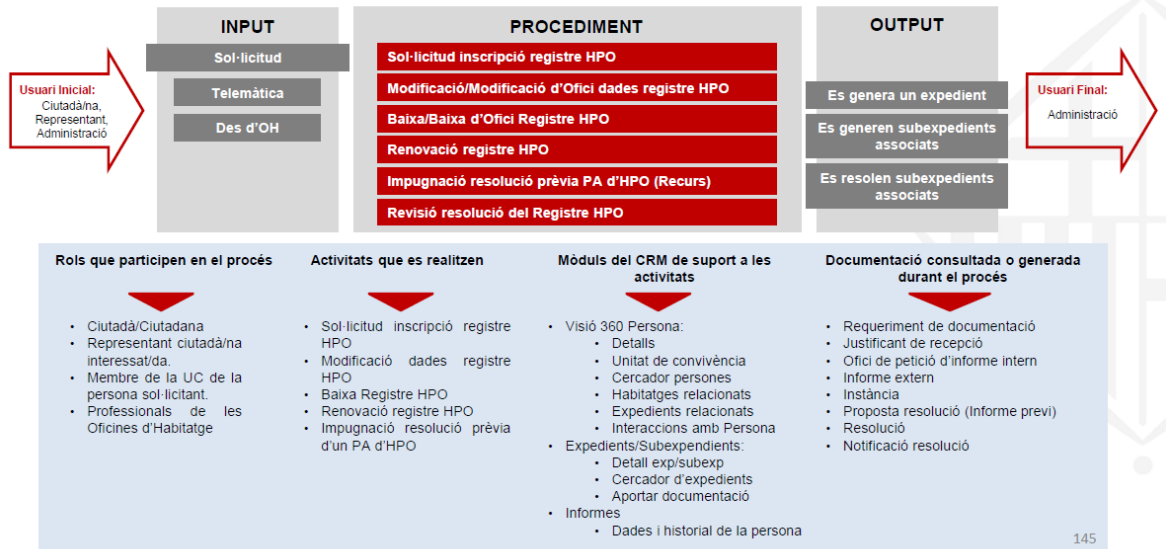 INPUT
PROCEDIMENT
OUTPUT
Usuari Inicial:
Ciutadà/na,
Representant,
Administració
Sol·licitud
Telemàtica
Des d'OH
Sol·licitud inscripció registre HPO
Modificació/Modificació d'Ofici dades registre HPO
Baixa/Baixa d'Ofici Registre HPO
Renovació registre HPO
Impugnació resolució prèvia PA d'HPO (Recurs)
Revisió resolució del Registre HPO
Es genera un expedient
Es generen subexpedients
associats
Es resolen subexpedients
associats
Usuari Final:
Administració
Rols que participen en el procés
• Ciutadà/Ciutadana
• Representant ciutadà/na
interessat/da.
• Membre de la UC de la
persona sol·licitant.
• Professionals de les
Oficines d'Habitatge
Activitats que es realitzen
• Sol·licitud inscripció registre
HPO
• Modificació dades registre
HPO
• Baixa Registre HPO
• Renovació registre HPO
• Impugnació resolució prèvia
d'un PA d'HPO
Mòduls del CRM de suport a les
activitats
• Visió 360 Persona:
• Detalls
• Unitat de convivència
• Cercador persones
• Habitatges relacionats
• Expedients relacionats
• Interaccions amb Persona
• Expedients/Subexpendients:
• Detall exp/subexp
• Cercador d'expedients
• Aportar documentació
• Informes
• Dades i historial de la persona
Documentació consultada o generada
durant el procés
• Requeriment de documentació
• Justificant de recepció
• Ofici de petició d'informe intern
• Informe extern
• Instància
• Proposta resolució (Informe previ)
• Resolució
• Notificació resolució
145